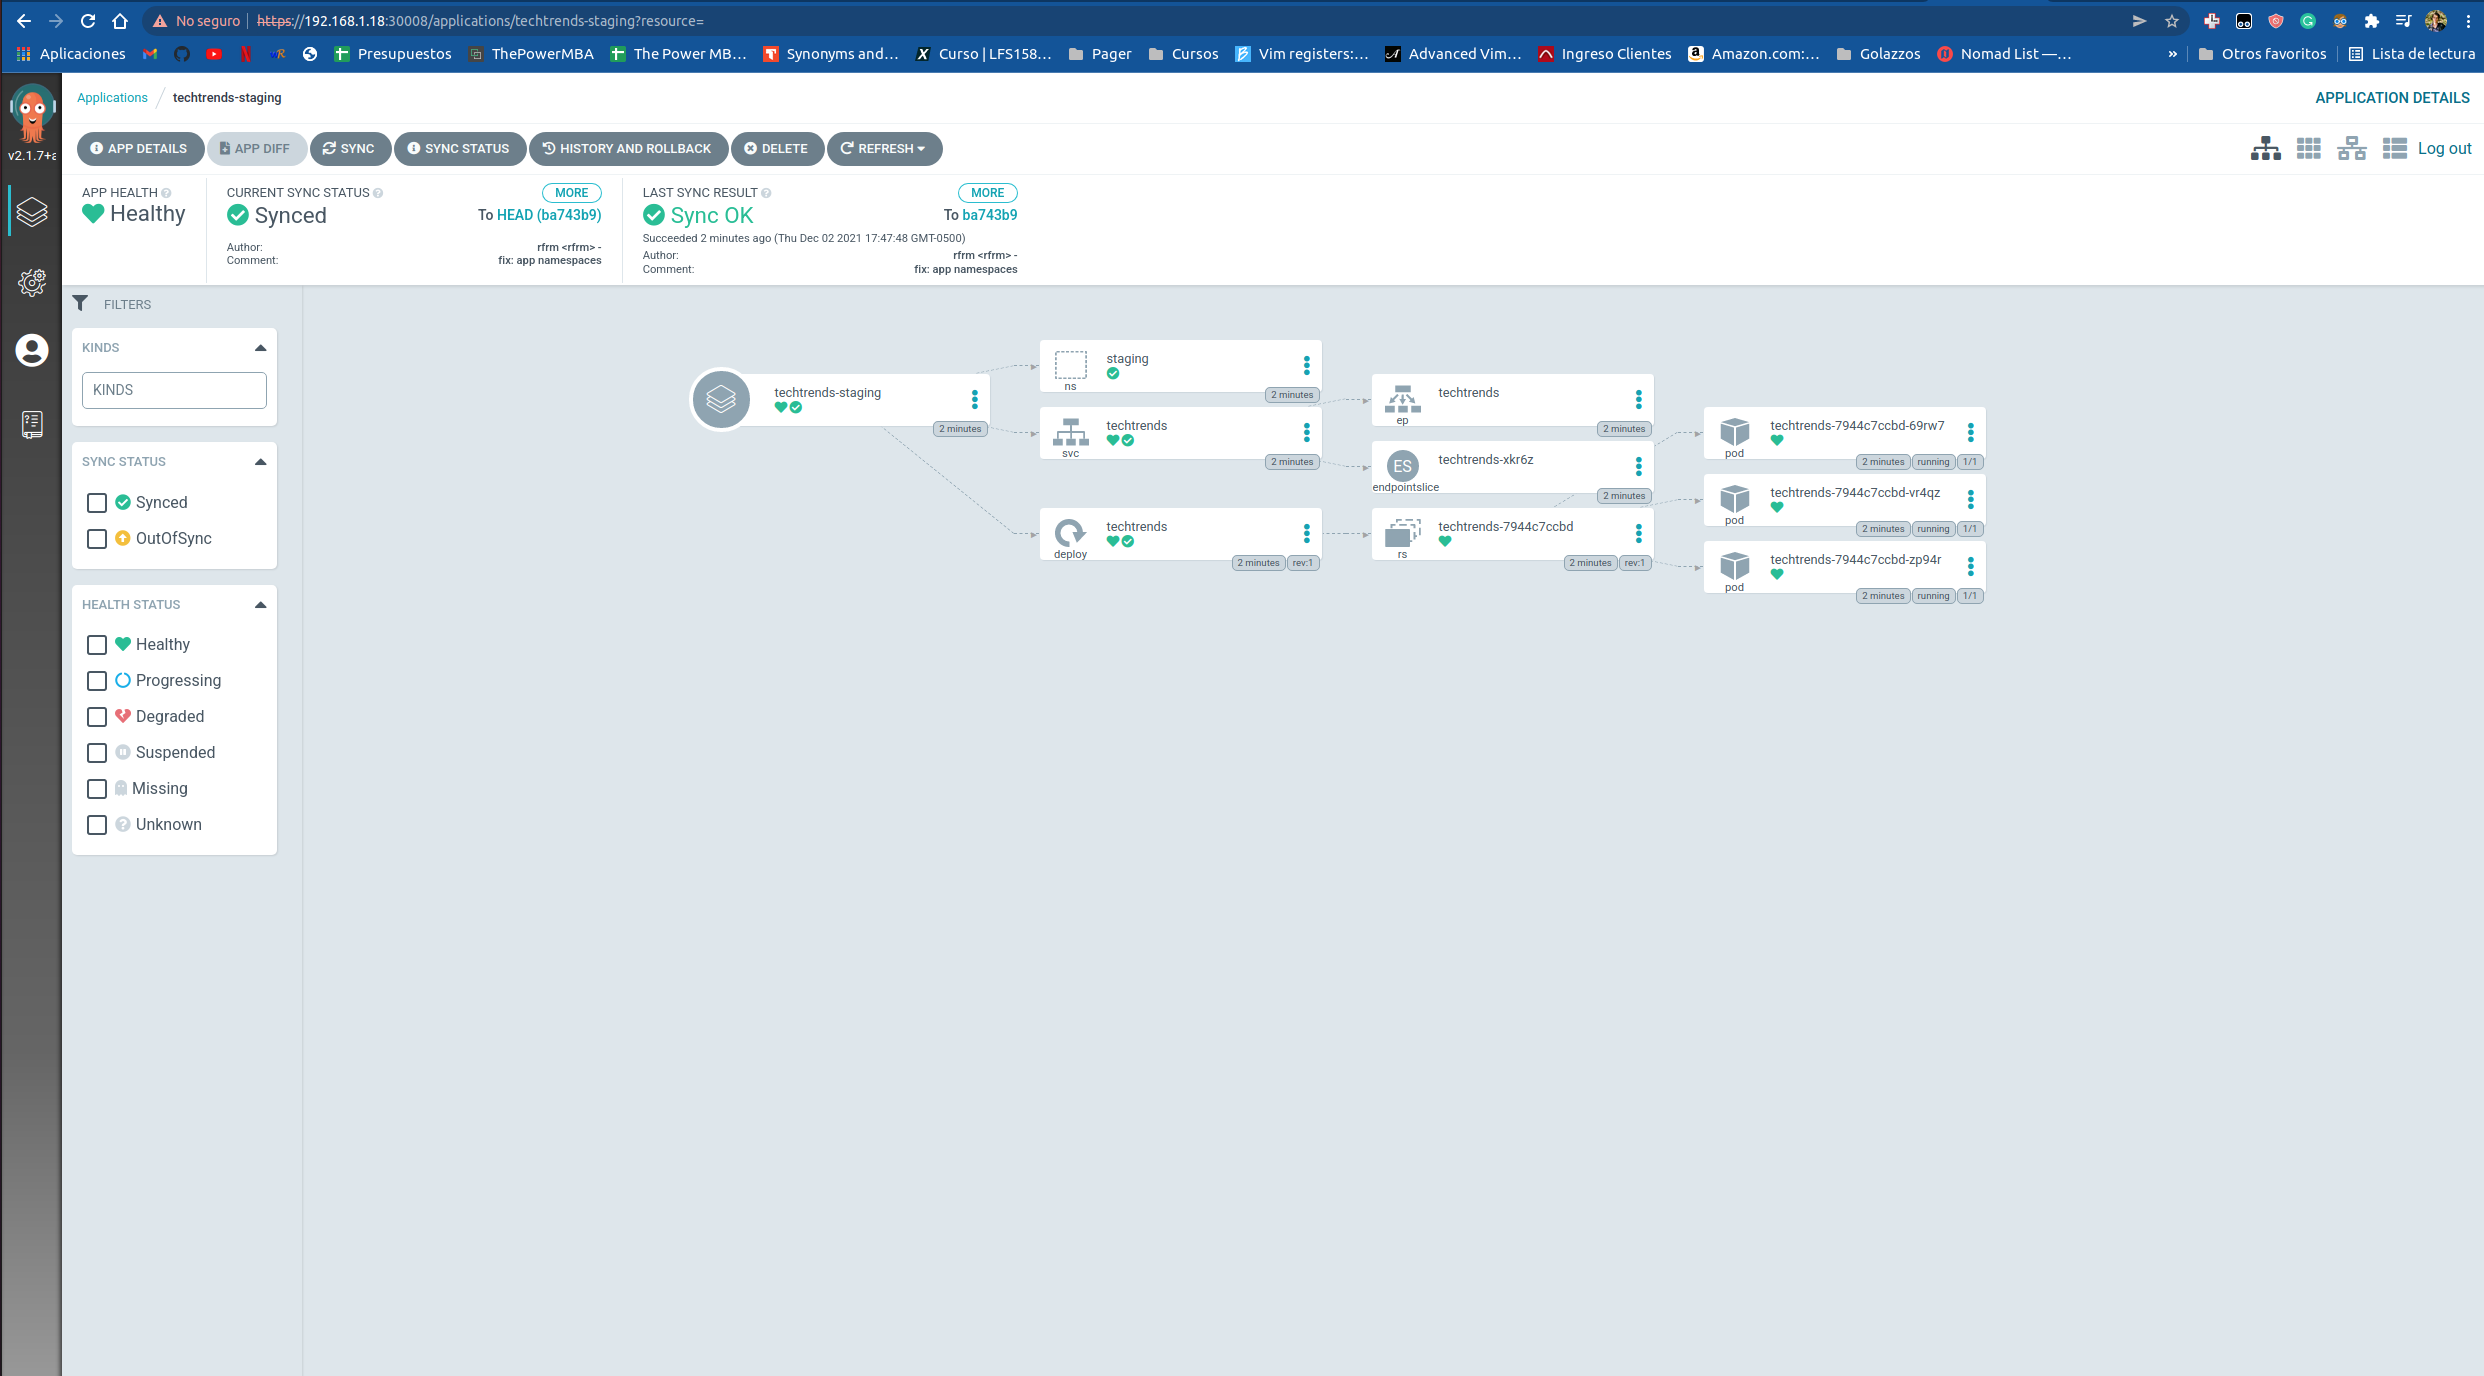 No seguro https://192.168.1.18:30008/applications/techtrends-staging?resource=
Aplicaciones Presupuestos ThePowerMBA The Power MB... Synonyms and... Curso | LFS158... Pager Cursos Vim registers:... Advanced Vim... Ingreso Clientes Amazon.com:... Golazzos Nomad List —... » Otros favoritos Lista de lectura
Applications / techtrends-staging APPLICATION DETAILS
v2.1.7+a
APP DETAILS APP DIFF SYNC SYNC STATUS HISTORY AND ROLLBACK DELETE REFRESH Log out
APP HEALTH
Healthy
CURRENT SYNC STATUS MORE
Synced To HEAD (ba743b9)
Author: rfrm <rfrm> -
Comment: fix: app namespaces
LAST SYNC RESULT MORE
Sync OK To ba743b9
Succeeded 2 minutes ago (Thu Dec 02 2021 17:47:48 GMT-0500)
Author: rfrm <rfrm> -
Comment: fix: app namespaces
FILTERS
KINDS
KINDS
SYNC STATUS
Synced
OutOfSync
HEALTH STATUS
Healthy
Progressing
Degraded
Suspended
Missing
Unknown
techtrends-staging
2 minutes
staging
ns
2 minutes
techtrends
svc
2 minutes
techtrends
deploy
2 minutes rev:1
techtrends
ep
2 minutes
ES
techtrends-xkr6z
endpointslice
2 minutes
techtrends-7944c7ccbd
rs
2 minutes rev:1
techtrends-7944c7ccbd-69rw7
pod
2 minutes running 1/1
techtrends-7944c7ccbd-vr4qz
pod
2 minutes running 1/1
techtrends-7944c7ccbd-zp94r
pod
2 minutes running 1/1